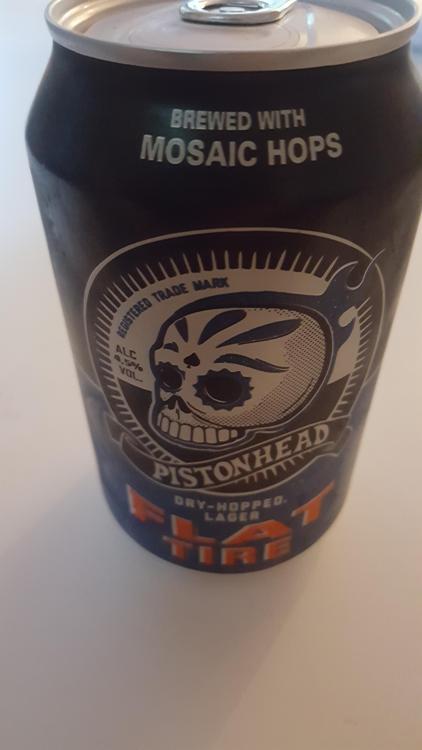 BREWED WITH
MOSAIC HOPS
REGISTERED TRADE MARK
ALC
4.5%
VOL.
PISTONHEAD
DRY-HOPPED
LAGER
FLAT
TIRE